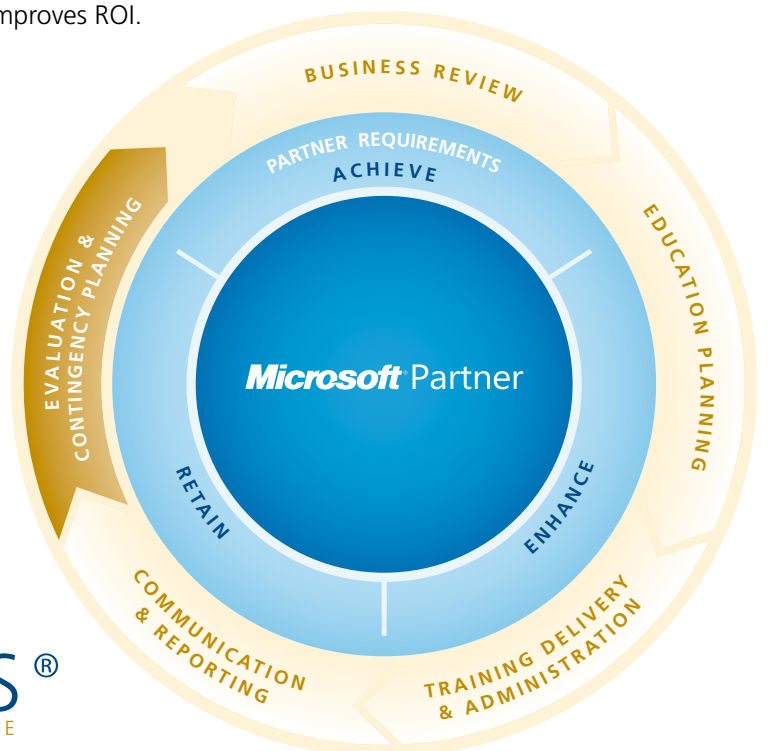 mproves ROI.
BUSINESS REVIEW
PARTNER REQUIREMENTS
ACHIEVE
EDUCATION PLANNING
EVALUATION &
CONTINGENCY PLANNING
Microsoft® Partner
RETAIN
ENHANCE
COMMUNICATION
& REPORTING
TRAINING DELIVERY
& ADMINISTRATION
S®
E